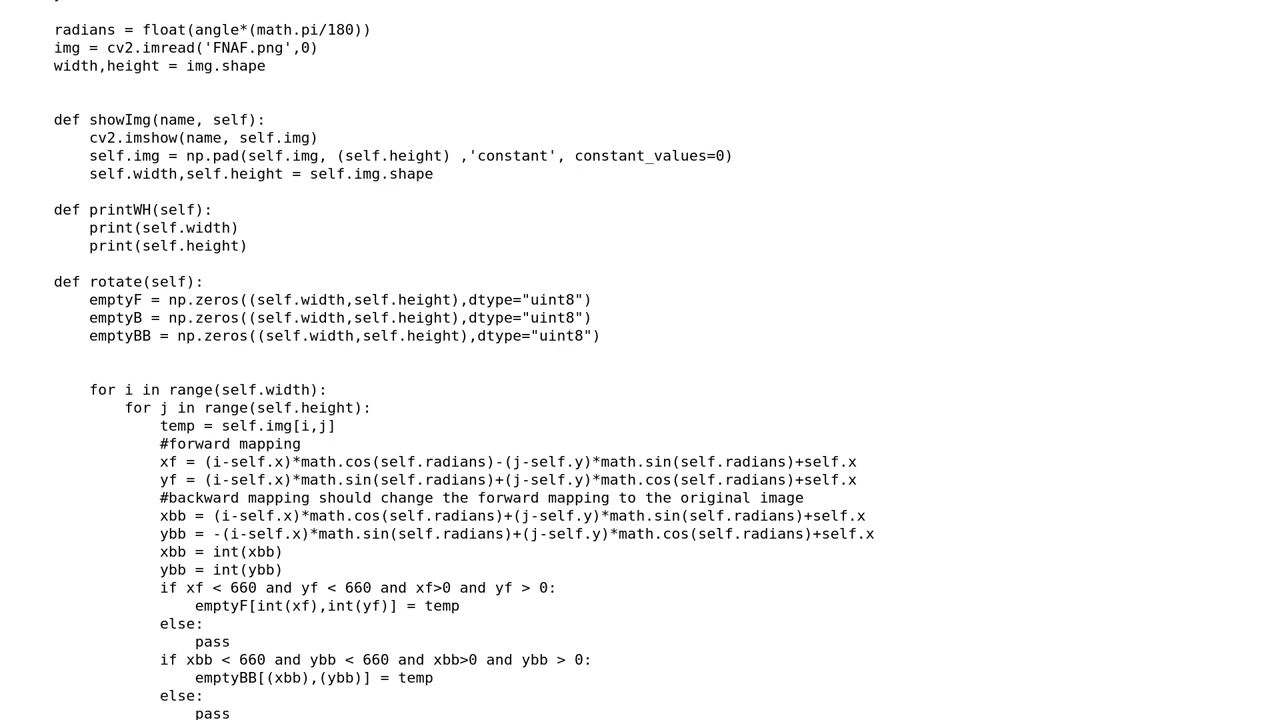 radians = float(angle*(math.pi/180))
img = cv2.imread('FNAF.png',0)
width,height = img.shape
def showImg(name, self):
cv2.imshow(name, self.img)
self.img = np.pad(self.img, (self.height) ,'constant', constant_values=0)
self.width,self.height = self.img.shape
def printWH(self):
print(self.width)
print(self.height)
def rotate(self):
emptyF = np.zeros((self.width,self.height),dtype="uint8")
emptyB = np.zeros((self.width,self.height),dtype="uint8")
emptyBB = np.zeros((self.width,self.height),dtype="uint8")
for i in range(self.width):
for j in range(self.height):
temp = self.img[i,j]
#forward mapping
xf = (i-self.x)*math.cos(self.radians)-(j-self.y)*math.sin(self.radians)+self.x
yf = (i-self.x)*math.sin(self.radians)+(j-self.y)*math.cos(self.radians)+self.x
#backward mapping should change the forward mapping to the original image
xbb = (i-self.x)*math.cos(self.radians)+(j-self.y)*math.sin(self.radians)+self.x
ybb = -(i-self.x)*math.sin(self.radians)+(j-self.y)*math.cos(self.radians)+self.x
xbb = int(xbb)
ybb = int(ybb)
if xf < 660 and yf < 660 and xf>0 and yf > 0:
emptyF[int(xf),int(yf)] = temp
else:
pass
if xbb < 660 and ybb < 660 and xbb>0 and ybb > 0:
emptyBB[(xbb),(ybb)] = temp
else:
pass